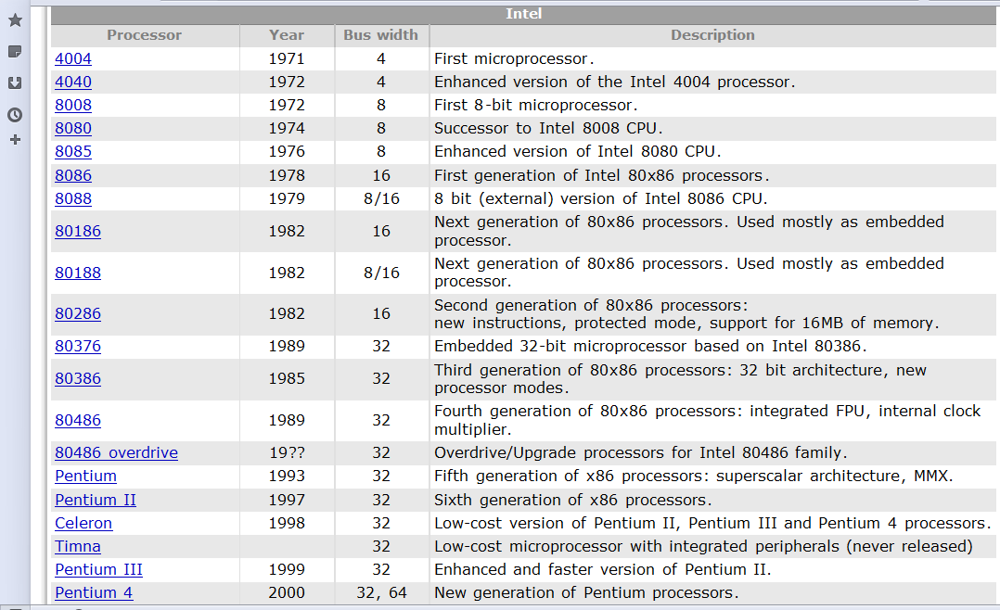 Intel
Processor Year Bus width Description
4004 1971 4 First microprocessor.
4040 1972 4 Enhanced version of the Intel 4004 processor.
8008 1972 8 First 8-bit microprocessor.
8080 1974 8 Successor to Intel 8008 CPU.
8085 1976 8 Enhanced version of Intel 8080 CPU.
8086 1978 16 First generation of Intel 80x86 processors.
8088 1979 8/16 8 bit (external) version of Intel 8086 CPU.
80186 1982 16 Next generation of 80x86 processors. Used mostly as embedded
processor.
80188 1982 8/16 Next generation of 80x86 processors. Used mostly as embedded
processor.
80286 1982 16 Second generation of 80x86 processors:
new instructions, protected mode, support for 16MB of memory.
80376 1989 32 Embedded 32-bit microprocessor based on Intel 80386.
80386 1985 32 Third generation of 80x86 processors: 32 bit architecture, new
processor modes.
80486 1989 32 Fourth generation of 80x86 processors: integrated FPU, internal clock
multiplier.
80486 overdrive 19?? 32 Overdrive/Upgrade processors for Intel 80486 family.
Pentium 1993 32 Fifth generation of x86 processors: superscalar architecture, MMX.
Pentium II 1997 32 Sixth generation of x86 processors.
Celeron 1998 32 Low-cost version of Pentium II, Pentium III and Pentium 4 processors.
Timna 32 Low-cost microprocessor with integrated peripherals (never released)
Pentium III 1999 32 Enhanced and faster version of Pentium II.
Pentium 4 2000 32, 64 New generation of Pentium processors.